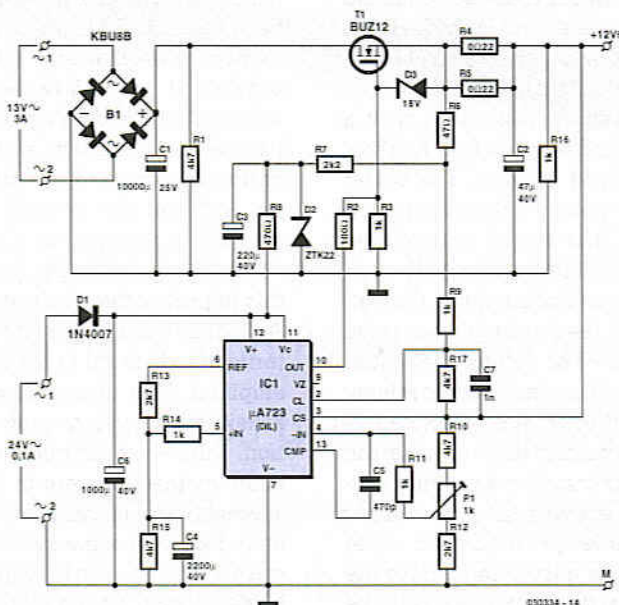 T1
BUZ12
KBU8B
R4
0Ω22
+12V
~1
D3
15V
R5
0Ω22
13V~
3A
B1
R6
47Ω
~2
C1
10000µ
25V
R1
4k7
R7
2k2
C2
47µ
40V
R16
1k
C3
220µ
40V
R8
470Ω
D2
ZTK22
R2
100Ω
R3
1k
D1
1N4007
R9
1k
12
V+
11
Vc
6
REF
OUT
10
VZ
9
CL
2
CS
3
–IN
4
CMP
13
+IN
5
V–
7
IC1
µA723
(DIL)
R13
2k7
R14
1k
R17
4k7
C7
1n
~1
24V~
0,1A
R10
4k7
C6
1000µ
40V
C5
470p
R11
1k
P1
1k
R15
4k7
C4
2200µ
40V
R12
2k7
~2
M
030334 - 14